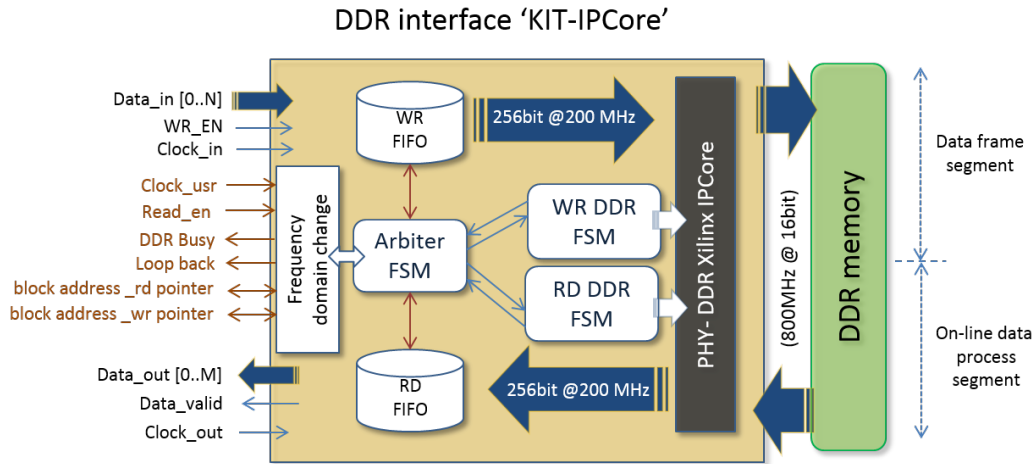 DDR interface ‘KIT-IPCore’
Data_in [0..N]
WR_EN
Clock_in
Clock_usr
Read_en
DDR Busy
Loop back
block address _rd pointer
block address _wr pointer
Data_out [0..M]
Data_valid
Clock_out
Frequency
domain change
WR
FIFO
256bit @200 MHz
Arbiter
FSM
WR DDR
FSM
RD DDR
FSM
RD
FIFO
256bit @200 MHz
PHY- DDR Xilinx IPCore
(800MHz @ 16bit)
DDR memory
Data frame
segment
On-line data
process
segment